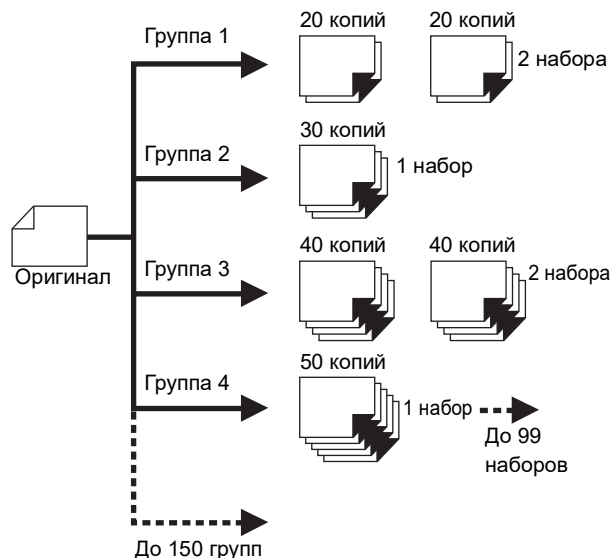 20 копий 20 копий
Группа 1
2 набора
30 копий
Группа 2
1 набор
40 копий 40 копий
Группа 3
2 набора
Оригинал
50 копий
Группа 4
1 набор
До 99
наборов
До 150 групп